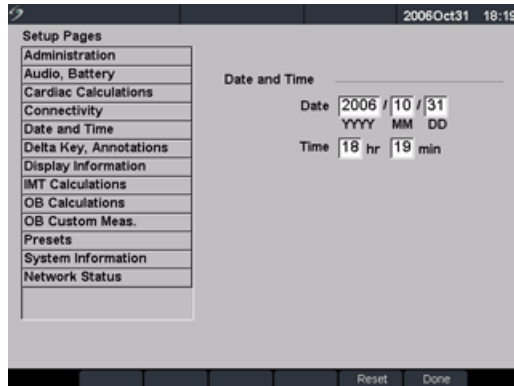 2006Oct31 18:19
Setup Pages
Administration
Audio, Battery
Cardiac Calculations
Connectivity
Date and Time
Delta Key, Annotations
Display Information
IMT Calculations
OB Calculations
OB Custom Meas.
Presets
System Information
Network Status
Date and Time
Date 2006 / 10 / 31
YYYY MM DD
Time 18 hr 19 min
Reset Done